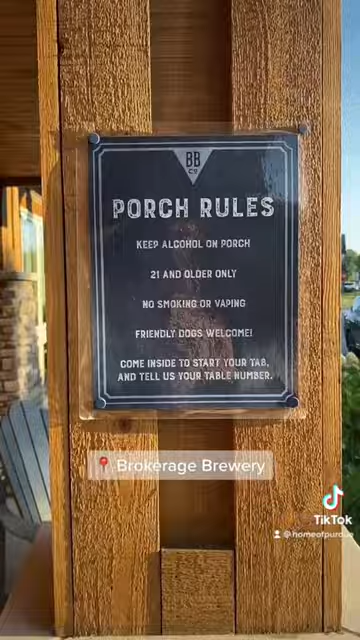 BB
CO
PORCH RULES
KEEP ALCOHOL ON PORCH
21 AND OLDER ONLY
NO SMOKING OR VAPING
FRIENDLY DOGS WELCOME!
COME INSIDE TO START YOUR TAB,
AND TELL US YOUR TABLE NUMBER.
📍 Brokerage Brewery
TikTok
@homeofpurdue